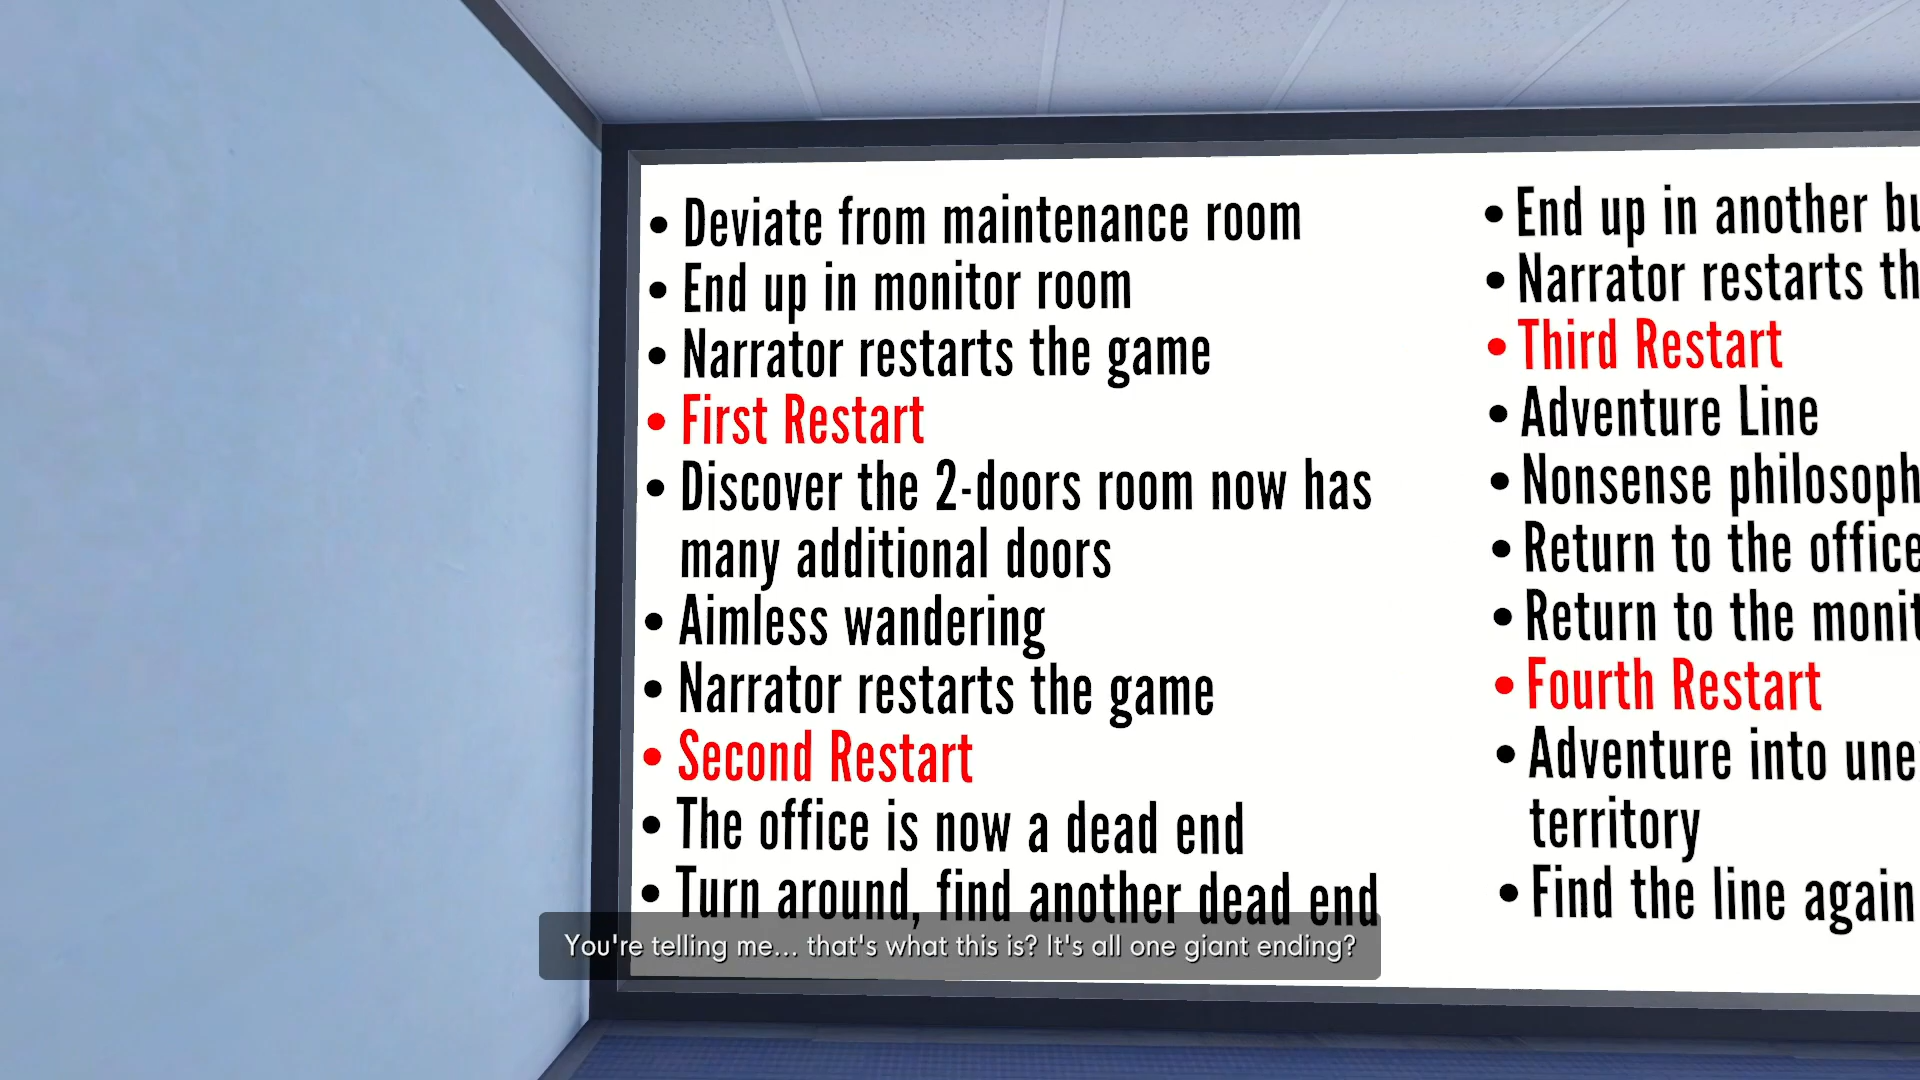 • Deviate from maintenance room
• End up in monitor room
• Narrator restarts the game
• First Restart
• Discover the 2-doors room now has
many additional doors
• Aimless wandering
• Narrator restarts the game
• Second Restart
• The office is now a dead end
• Turn around, find another dead end
• End up in another
• Narrator restarts
• Third Restart
• Adventure Line
• Nonsense
• Return to the office
• Return to the
• Fourth Restart
• Adventure into
territory
• Find the line again
You're telling me... that's what this is? It's all one giant ending?